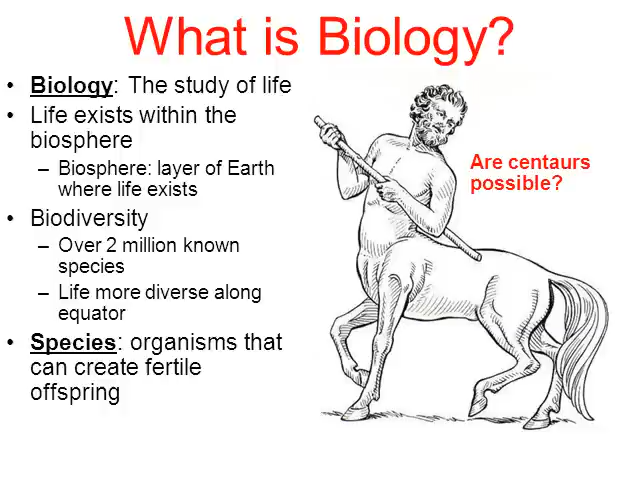 What is Biology?
• Biology: The study of life
• Life exists within the
biosphere
– Biosphere: layer of Earth
where life exists
• Biodiversity
– Over 2 million known
species
– Life more diverse along
equator
• Species: organisms that
can create fertile
offspring
Are centaurs
possible?